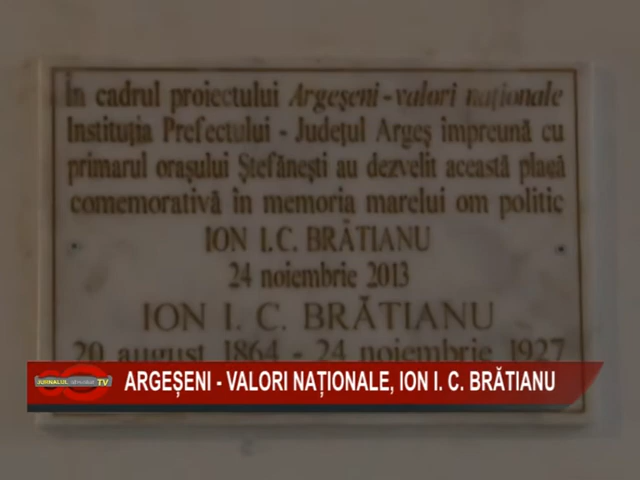 În cadrul proiectului Argeșeni - valori naționale
Instituția Prefectului - Județul Argeș împreună cu
primarul orașului Ștefănești au dezvelit această placă
comemorativă în memoria marelui om politic
ION I.C. BRĂTIANU
24 noiembrie 2013
ION I. C. BRĂTIANU
20 august 1864 - 24 noiembrie 1927
JURNALUL TV
ARGEȘENI - VALORI NAȚIONALE, ION I. C. BRĂTIANU